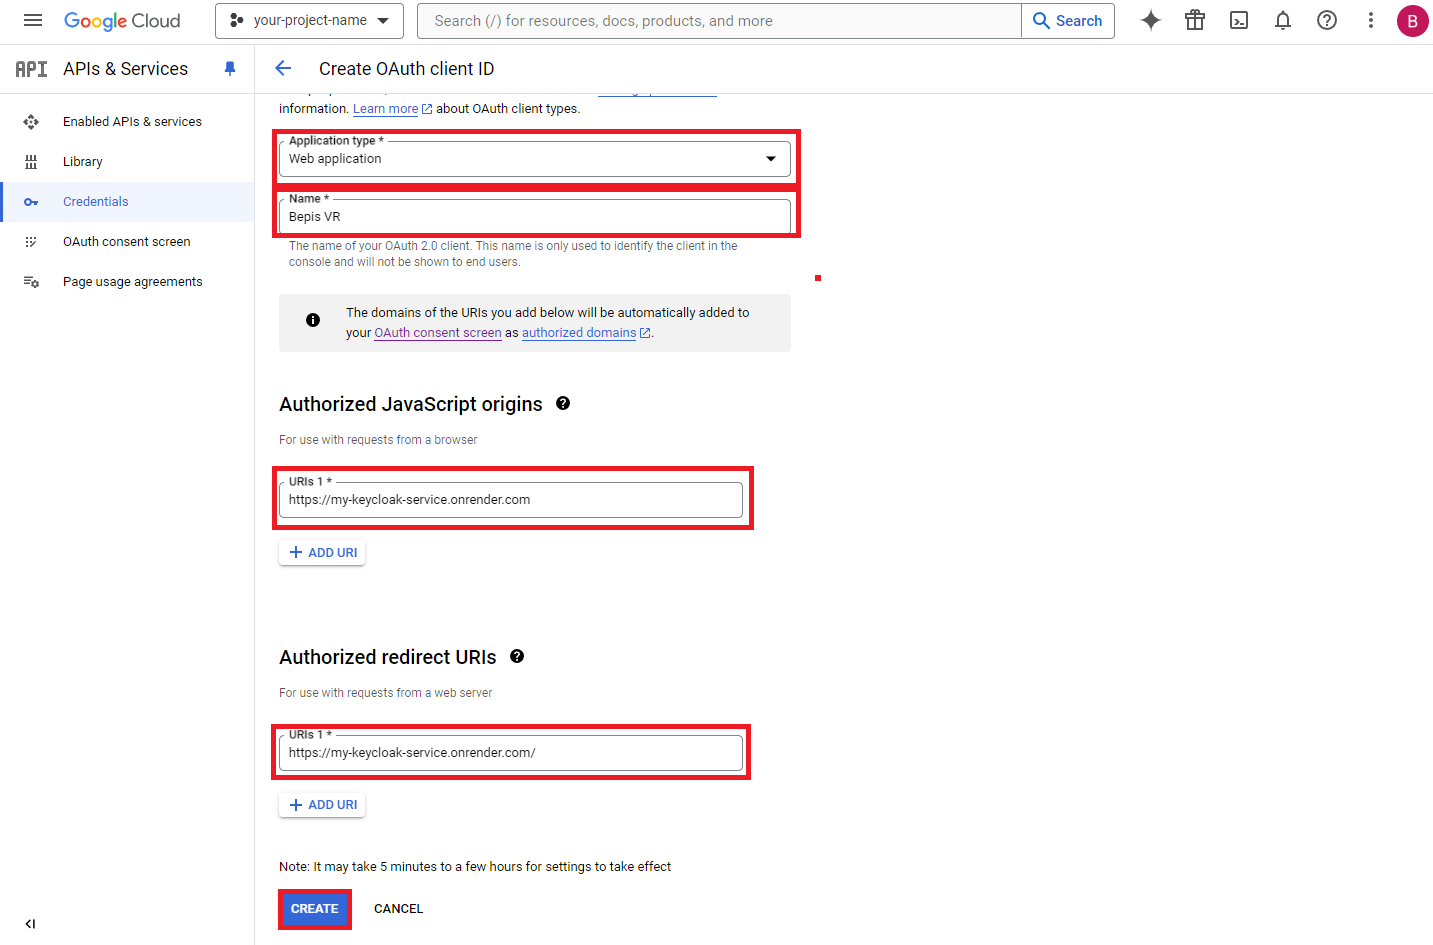 Google Cloud
your-project-name
Search (/) for resources, docs, products, and more
Search
B
API APIs & Services
Create OAuth client ID
Enabled APIs & services
Library
Credentials
OAuth consent screen
Page usage agreements
information. Learn more about OAuth client types.
Application type *
Web application
Name *
Bepis VR
The name of your OAuth 2.0 client. This name is only used to identify the client in the
console and will not be shown to end users.
The domains of the URIs you add below will be automatically added to
your OAuth consent screen as authorized domains.
Authorized JavaScript origins
For use with requests from a browser
URIs 1 *
https://my-keycloak-service.onrender.com
ADD URI
Authorized redirect URIs
For use with requests from a web server
URIs 1 *
https://my-keycloak-service.onrender.com/
ADD URI
Note: It may take 5 minutes to a few hours for settings to take effect
CREATE
CANCEL